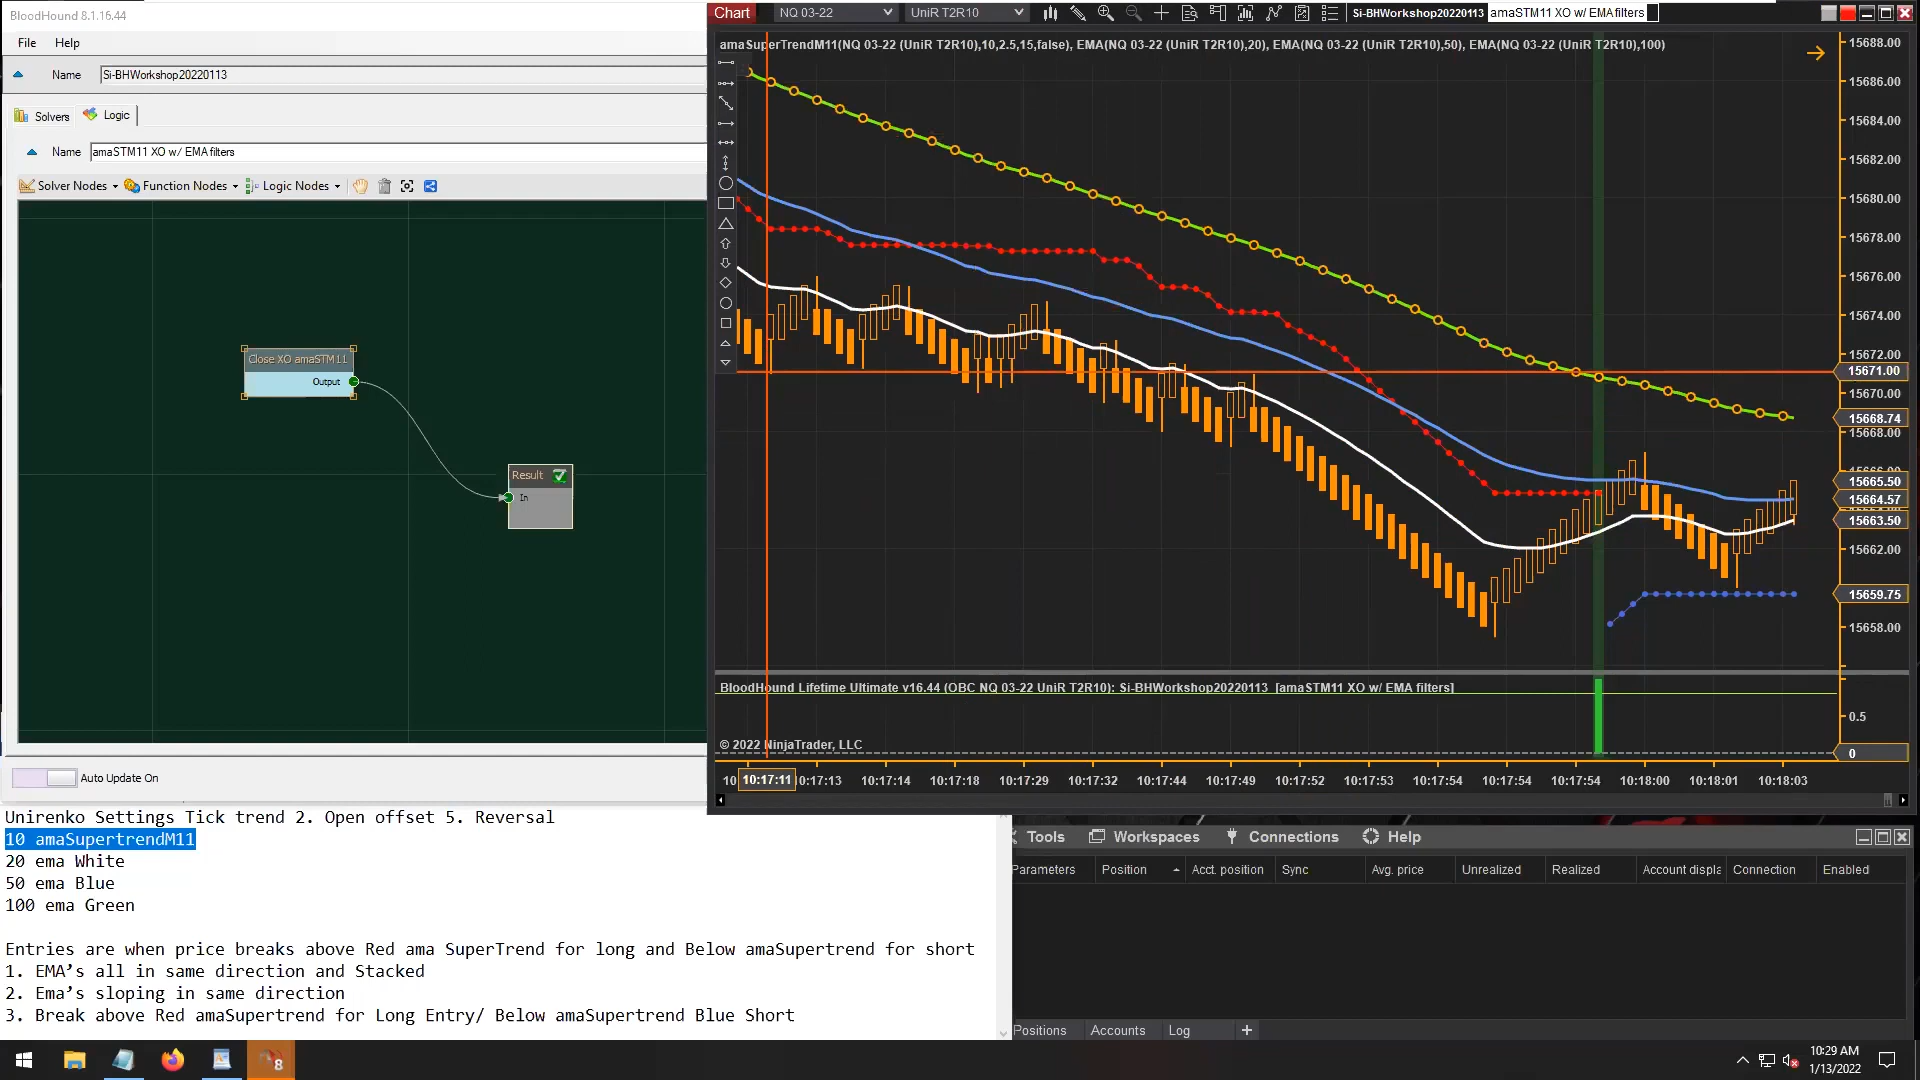 BloodHound 8.1.16.44
File Help
Name Si-BHWorkshop20220113
Solvers Logic
Name amaSTM11 XO w/ EMA filters
Solver Nodes Function Nodes Logic Nodes
Close XO amaSTM11
Output
Result
In
Auto Update On
Chart NQ 03-22 UniR T2R10 Si-BHWorkshop20220113 amaSTM11 XO w/ EMA filters
amaSuperTrendM11(NQ 03-22 (UniR T2R10),10,2.5,15,false), EMA(NQ 03-22 (UniR T2R10),20), EMA(NQ 03-22 (UniR T2R10),50), EMA(NQ 03-22 (UniR T2R10),100)
15688.00
15686.00
15684.00
15682.00
15680.00
15678.00
15676.00
15674.00
15672.00
15671.00
15670.00
15668.74
15668.00
15666.00
15665.50
15664.57
15663.50
15662.00
15659.75
15658.00
BloodHound Lifetime Ultimate v16.44 (OBC NQ 03-22 UniR T2R10): Si-BHWorkshop20220113 [amaSTM11 XO w/ EMA filters]
0.5
© 2022 NinjaTrader, LLC
0
10 10:17:11 10:17:13 10:17:14 10:17:18 10:17:29 10:17:32 10:17:44 10:17:49 10:17:52 10:17:53 10:17:54 10:17:54 10:17:54 10:18:00 10:18:01 10:18:03
Unirenko Settings Tick trend 2. Open offset 5. Reversal
10 amaSupertrendM11
20 ema White
50 ema Blue
100 ema Green
Entries are when price breaks above Red ama SuperTrend for long and Below amaSupertrend for short
1. EMA’s all in same direction and Stacked
2. Ema’s sloping in same direction
3. Break above Red amaSupertrend for Long Entry/ Below amaSupertrend Blue Short
Tools Workspaces Connections Help
Parameters Position Acct. position Sync Avg. price Unrealized Realized Account displa Connection Enabled
Positions Accounts Log +
8
10:29 AM
1/13/2022